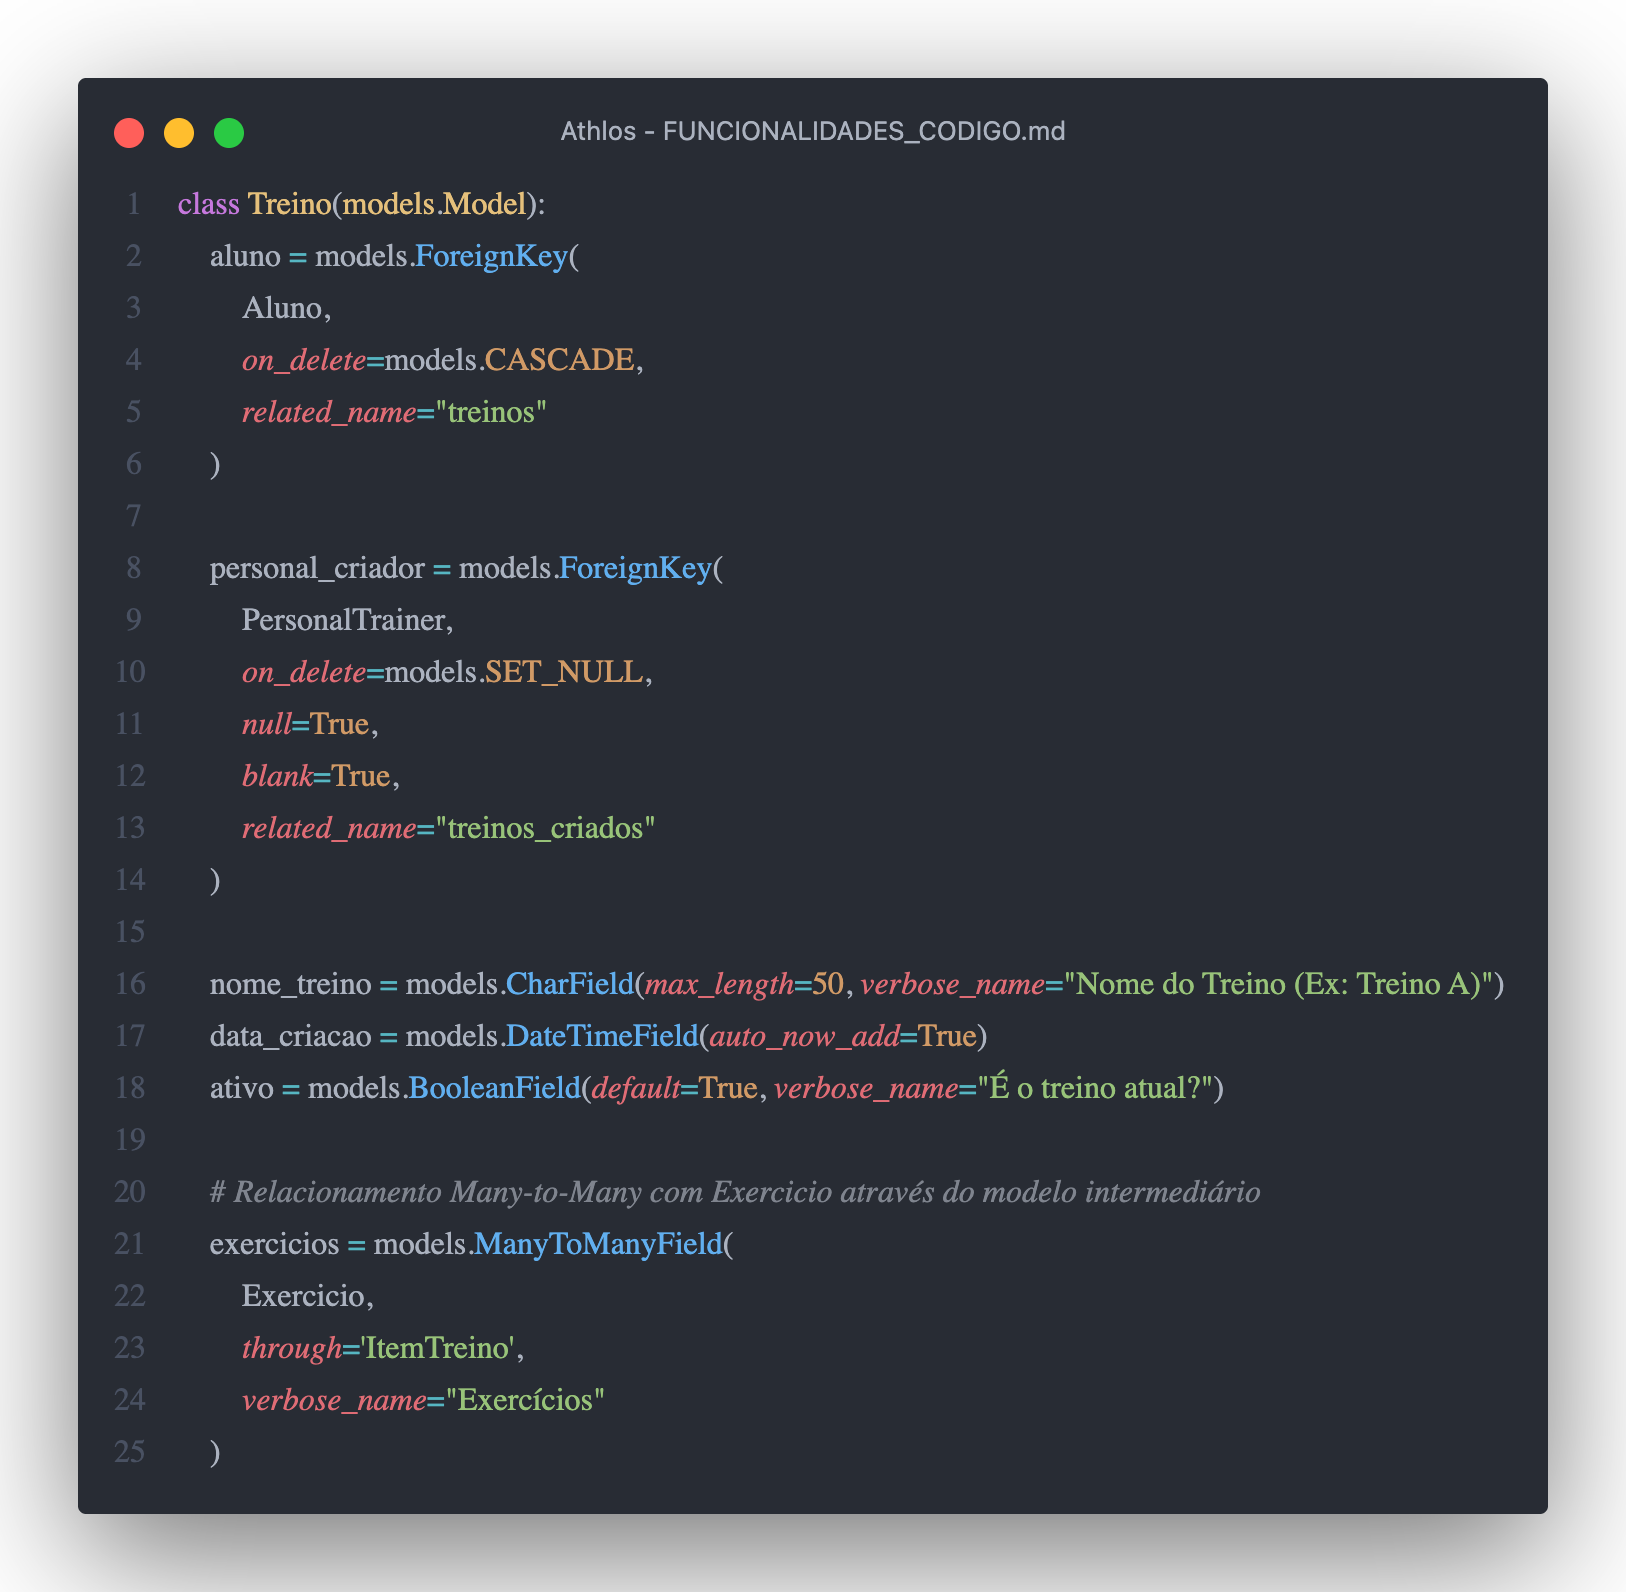 Athlos - FUNCIONALIDADES_CODIGO.md
1 class Treino(models.Model):
2 aluno = models.ForeignKey(
3 Aluno,
4 on_delete=models.CASCADE,
5 related_name="treinos"
6 )
7
8 personal_criador = models.ForeignKey(
9 PersonalTrainer,
10 on_delete=models.SET_NULL,
11 null=True,
12 blank=True,
13 related_name="treinos_criados"
14 )
15
16 nome_treino = models.CharField(max_length=50, verbose_name="Nome do Treino (Ex: Treino A)")
17 data_criacao = models.DateTimeField(auto_now_add=True)
18 ativo = models.BooleanField(default=True, verbose_name="É o treino atual?")
19
20 # Relacionamento Many-to-Many com Exercicio através do modelo intermediário
21 exercicios = models.ManyToManyField(
22 Exercicio,
23 through='ItemTreino',
24 verbose_name="Exercícios"
25 )